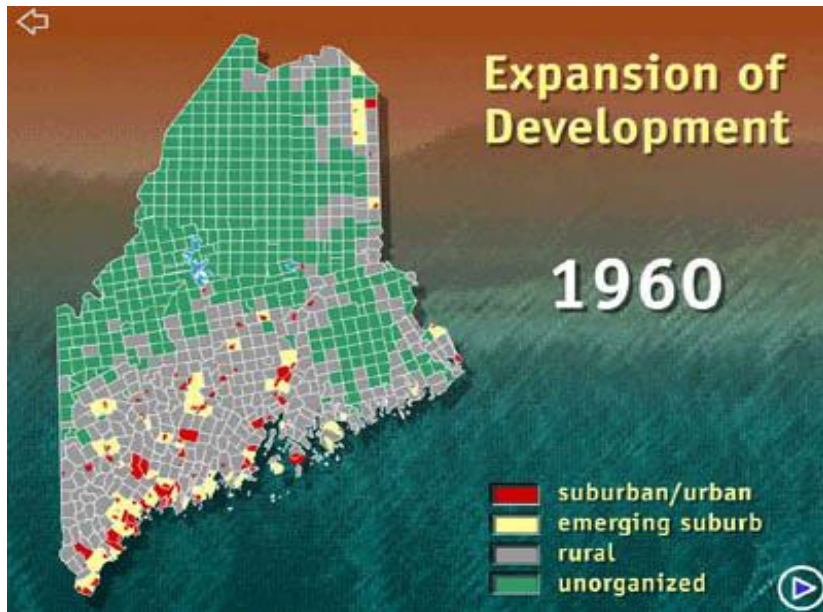 Expansion of
Development
1960
suburban/urban
emerging suburb
rural
unorganized